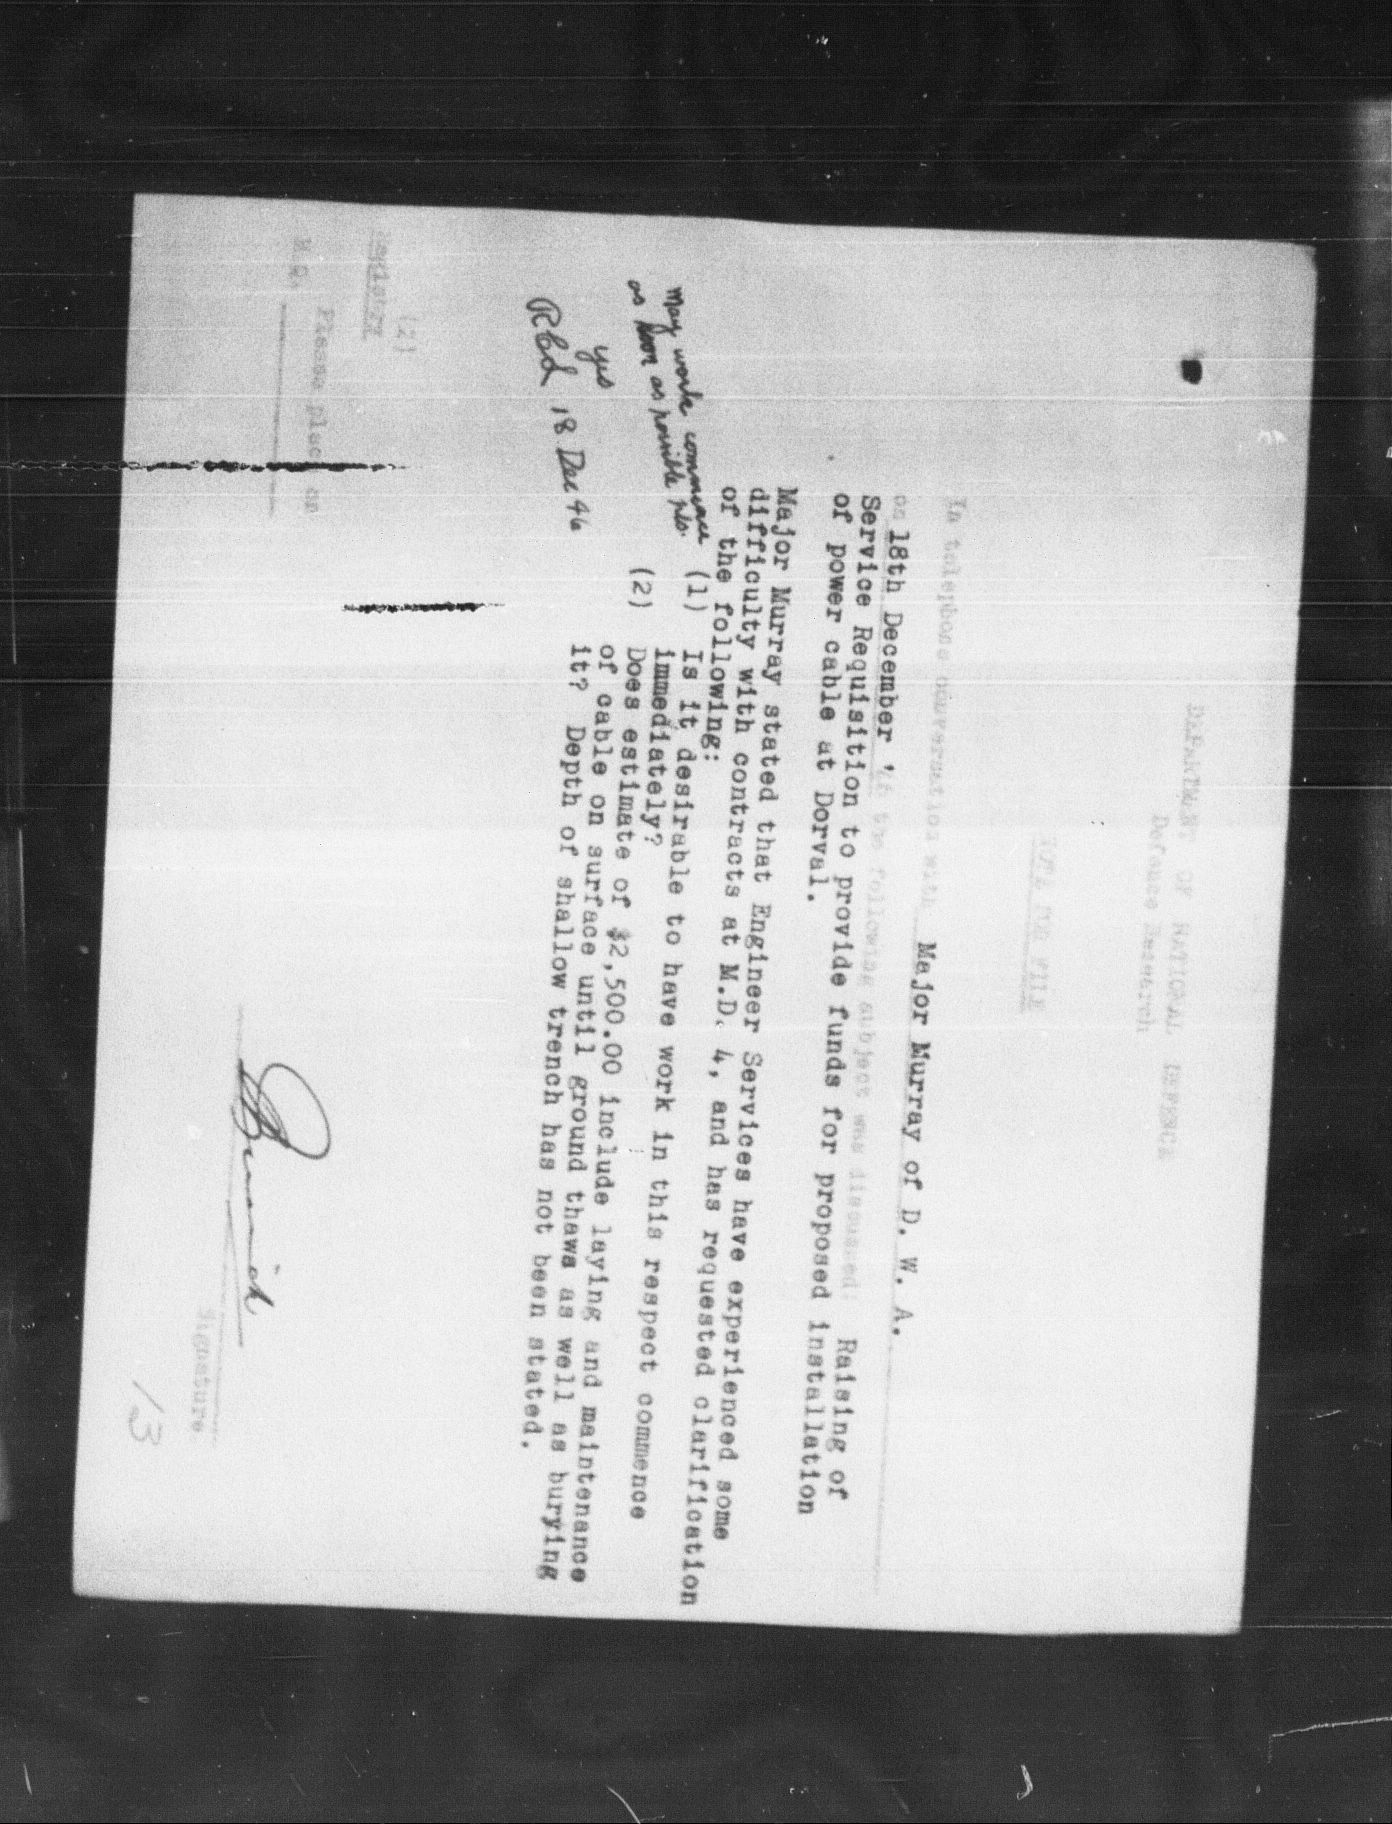 DEPARTMENT OF NATIONAL DEFENCE
Defence Research
NOTE FOR FILE
In telephone conversation with Major Murray of D. W. A.
on 18th December '46 the following subject was discussed: Raising of
Service Requisition to provide funds for proposed installation
of power cable at Dorval.
Major Murray stated that Engineer Services have experienced some
difficulty with contracts at M.D. 4, and has requested clarification
of the following:
(1) Is it desirable to have work in this respect commence
immediately?
(2) Does estimate of $2,500.00 include laying and maintenance
of cable on surface until ground thaws as well as burying
it? Depth of shallow trench has not been stated.
May work commence
as soon as possible pls.
yes
18 Dec 46
Signature
(2)
Registry
Please place on
H.Q.
13